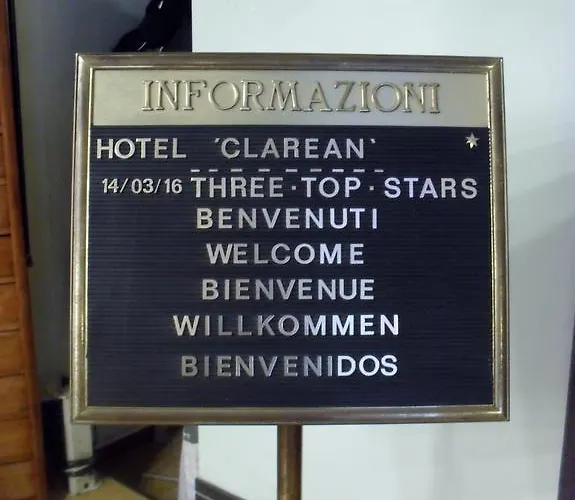 INFORMAZIONI
HOTEL 'CLAREAN'
14/03/16 THREE·TOP·STARS
BENVENUTI
WELCOME
BIENVENUE
WILLKOMMEN
BIENVENIDOS